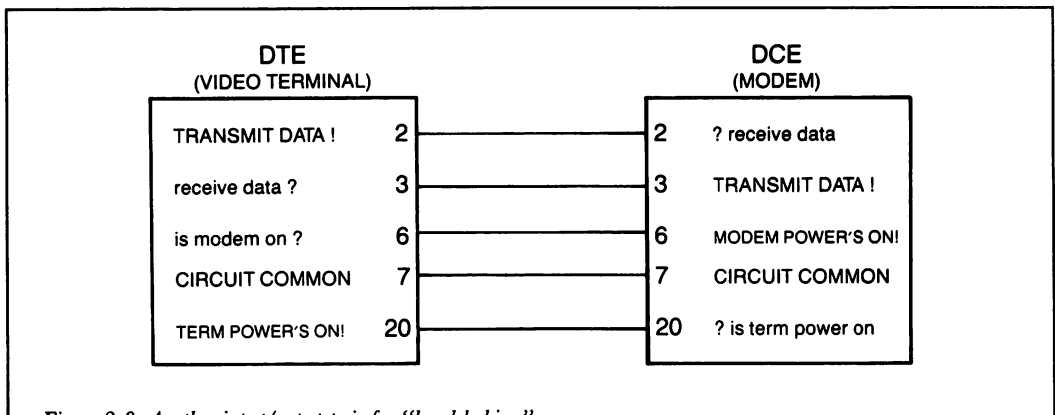 DTE
(VIDEO TERMINAL)
DCE
(MODEM)
TRANSMIT DATA ! 2
2 ? receive data
receive data ? 3
3 TRANSMIT DATA !
is modem on ? 6
6 MODEM POWER'S ON!
CIRCUIT COMMON 7
7 CIRCUIT COMMON
TERM POWER'S ON! 20
20 ? is term power on